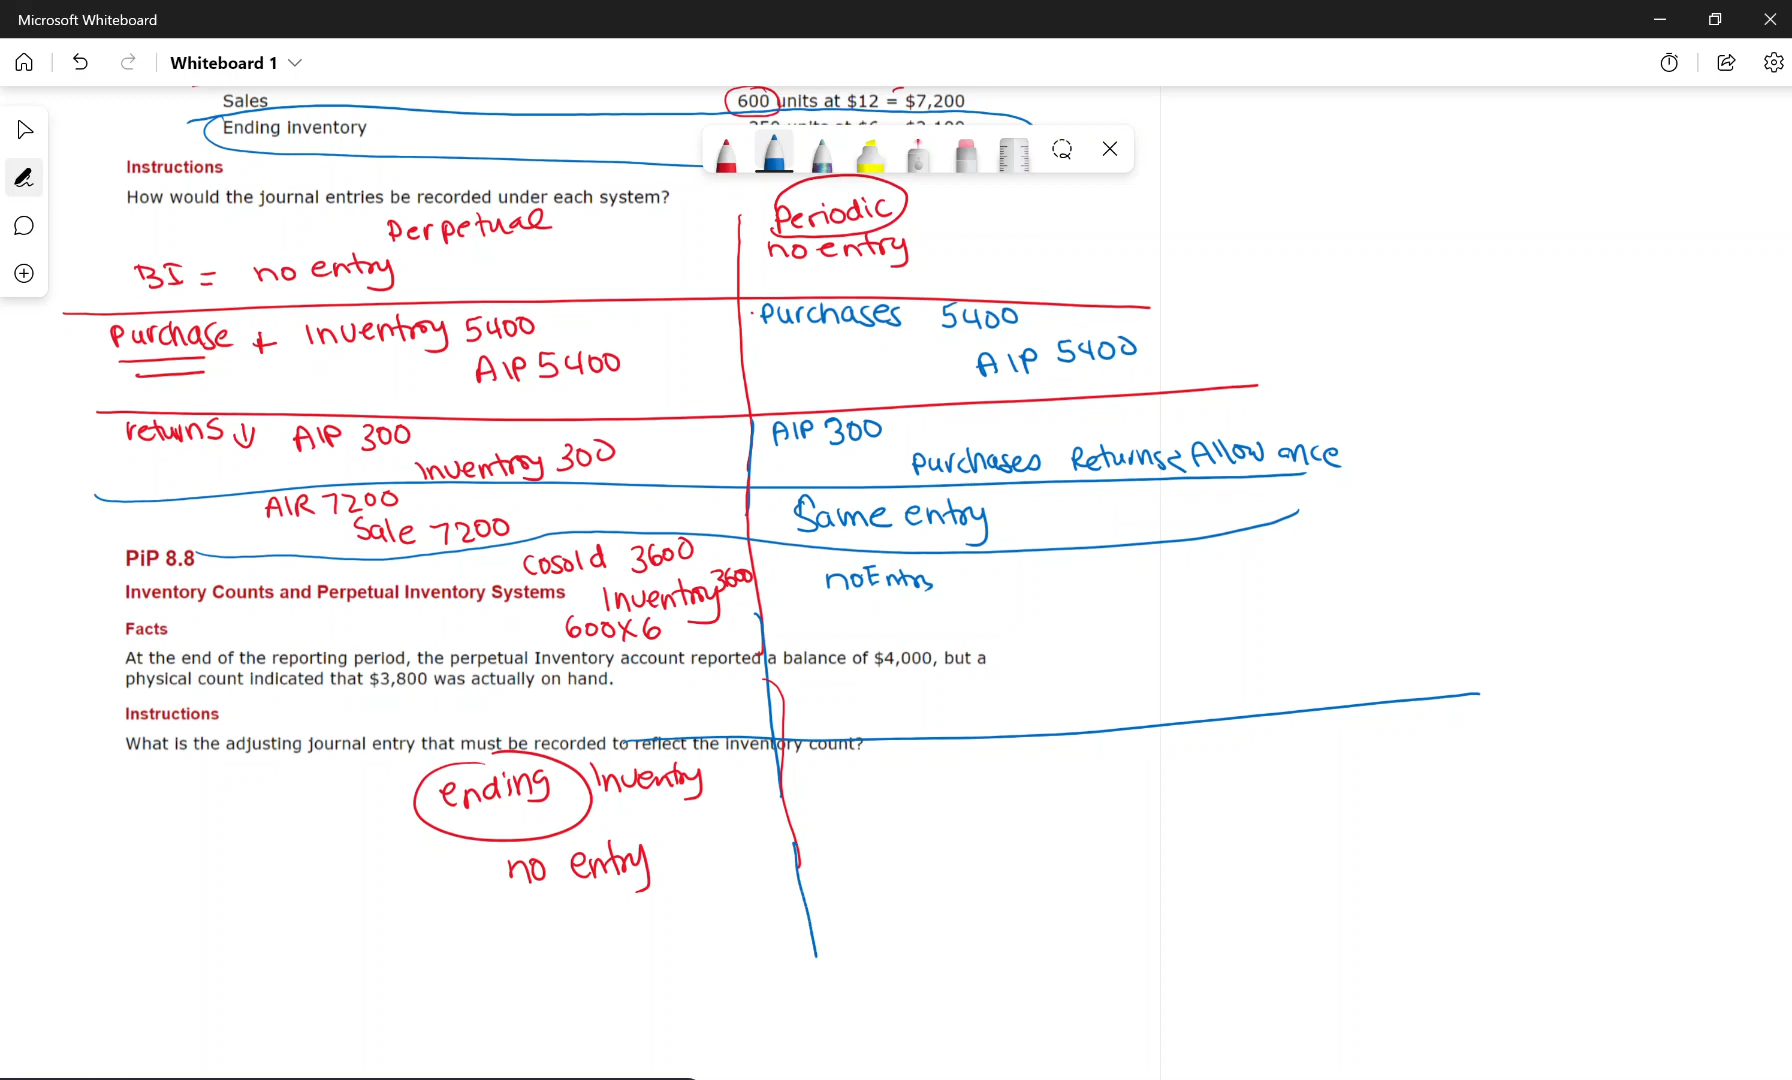 Microsoft Whiteboard
Whiteboard 1
Sales 600 units at $12 = $7,200
Ending Inventory
Instructions
How would the journal entries be recorded under each system?
Perpetual
Periodic
BI = no entry
no entry
Purchase + Inventory 5400
A/P 5400
Purchases 5400
A/P 5400
returns ↓ A/P 300
Inventroy 300
A/P 300
Purchases Returns & Allowance
A/R 7200
Sale 7200
Same entry
PiP 8.8
Cosold 3600
Inventroy 3600
600x6
no Entry
Inventory Counts and Perpetual Inventory Systems
Facts
At the end of the reporting period, the perpetual Inventory account reported a balance of $4,000, but a
physical count indicated that $3,800 was actually on hand.
Instructions
What is the adjusting journal entry that must be recorded to reflect the inventory count?
ending Inventry
no entry